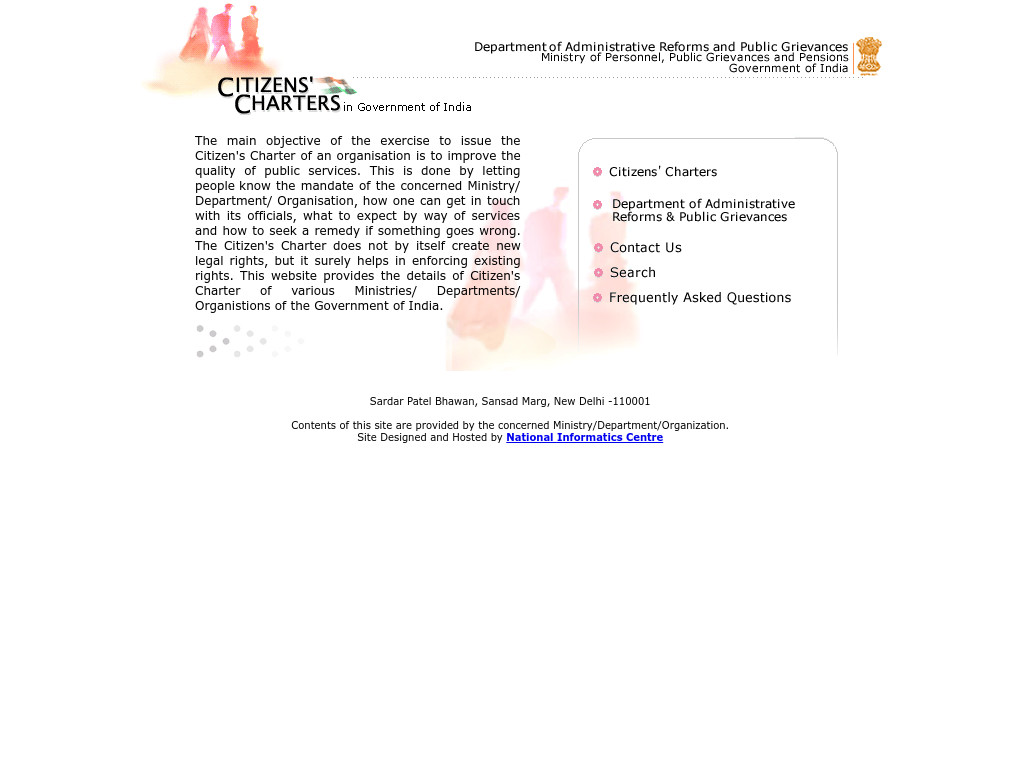 Department of Administrative Reforms and Public Grievances
Ministry of Personnel, Public Grievances and Pensions
Government of India
CITIZENS'
CHARTERS in Government of India
The main objective of the exercise to issue the
Citizen's Charter of an organisation is to improve the
quality of public services. This is done by letting
people know the mandate of the concerned Ministry/
Department/ Organisation, how one can get in touch
with its officials, what to expect by way of services
and how to seek a remedy if something goes wrong.
The Citizen's Charter does not by itself create new
legal rights, but it surely helps in enforcing existing
rights. This website provides the details of Citizen's
Charter of various Ministries/ Departments/
Organistions of the Government of India.
Citizens' Charters
Department of Administrative
Reforms & Public Grievances
Contact Us
Search
Frequently Asked Questions
Sardar Patel Bhawan, Sansad Marg, New Delhi -110001
Contents of this site are provided by the concerned Ministry/Department/Organization.
Site Designed and Hosted by National Informatics Centre